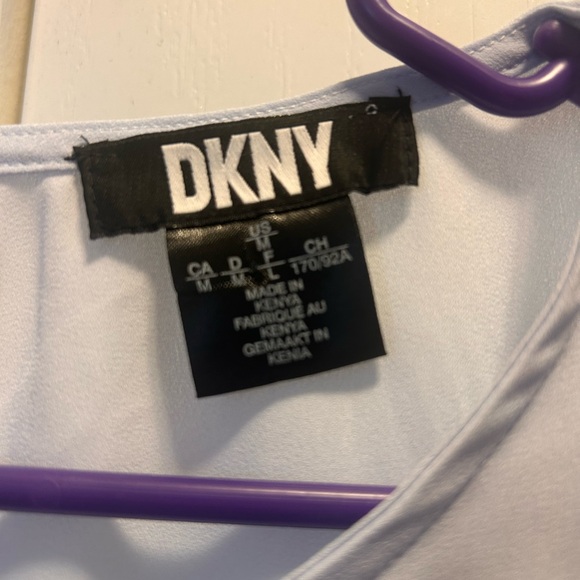 DKNY
US
M
CA D F CH
M M L 170/92A
MADE IN
KENYA
FABRIQUÉ AU
KENYA
GEMAAKT IN
KENIA